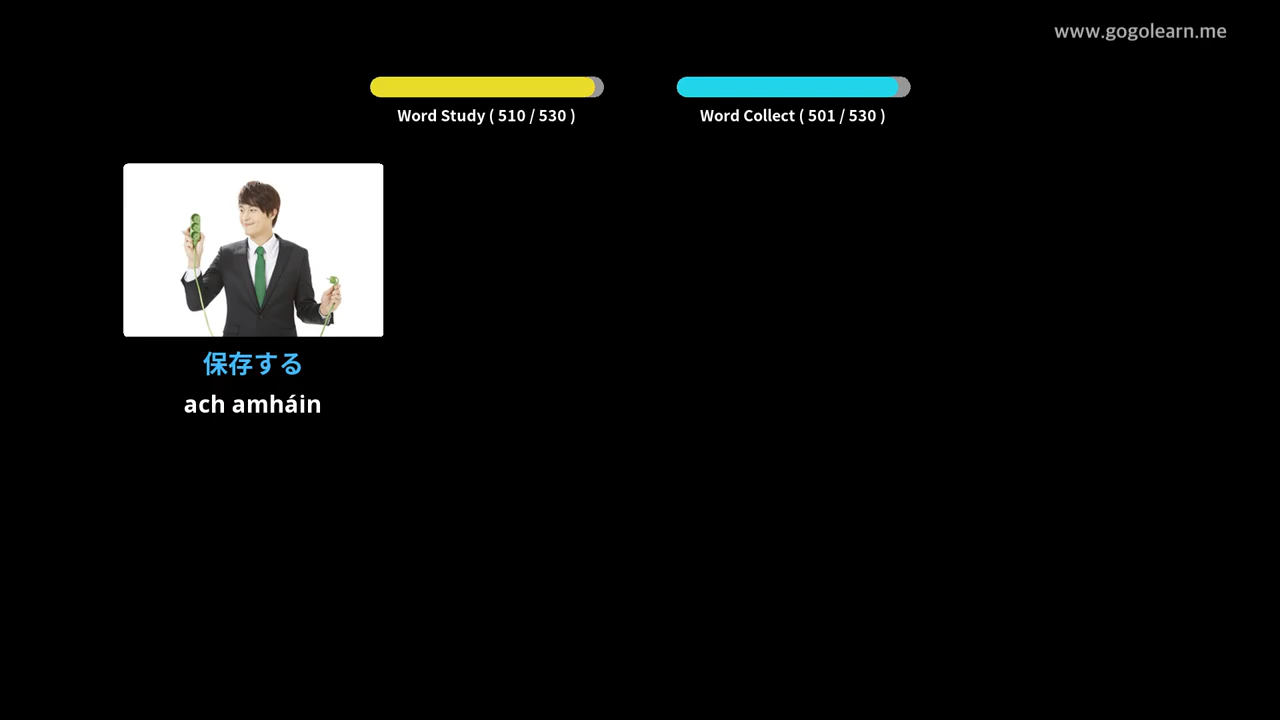 www.gogolearn.me
Word Study ( 510 / 530 )
Word Collect ( 501 / 530 )
保存する
ach amháin